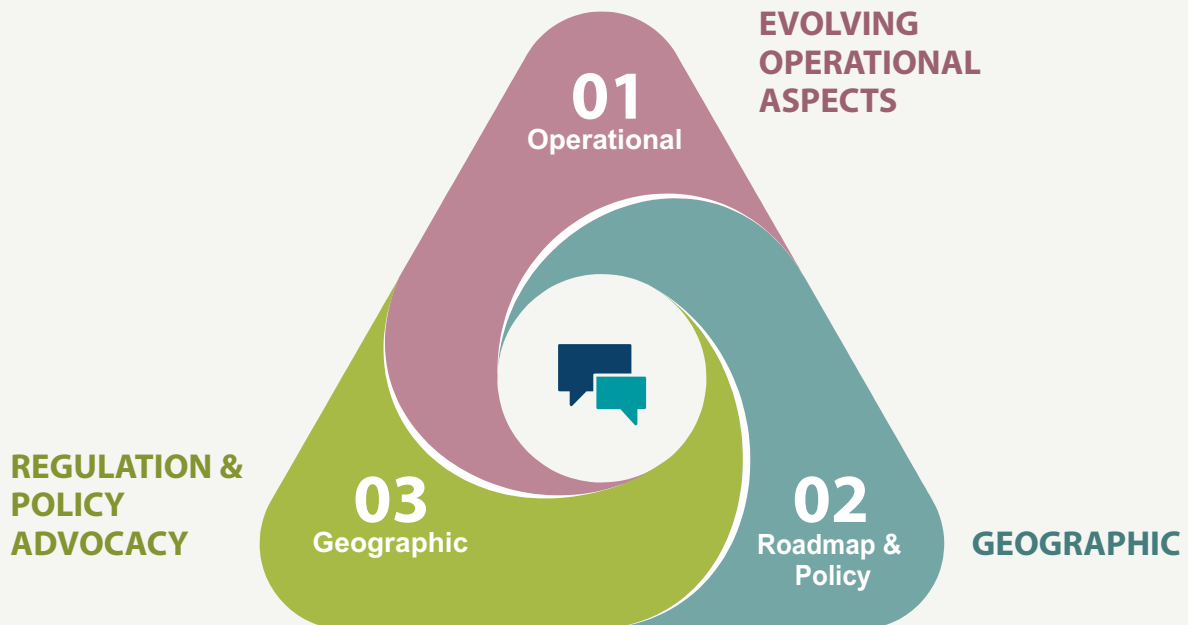 EVOLVING
OPERATIONAL
ASPECTS
01
Operational
REGULATION &
POLICY
ADVOCACY
03
Geographic
02
Roadmap &
Policy
GEOGRAPHIC